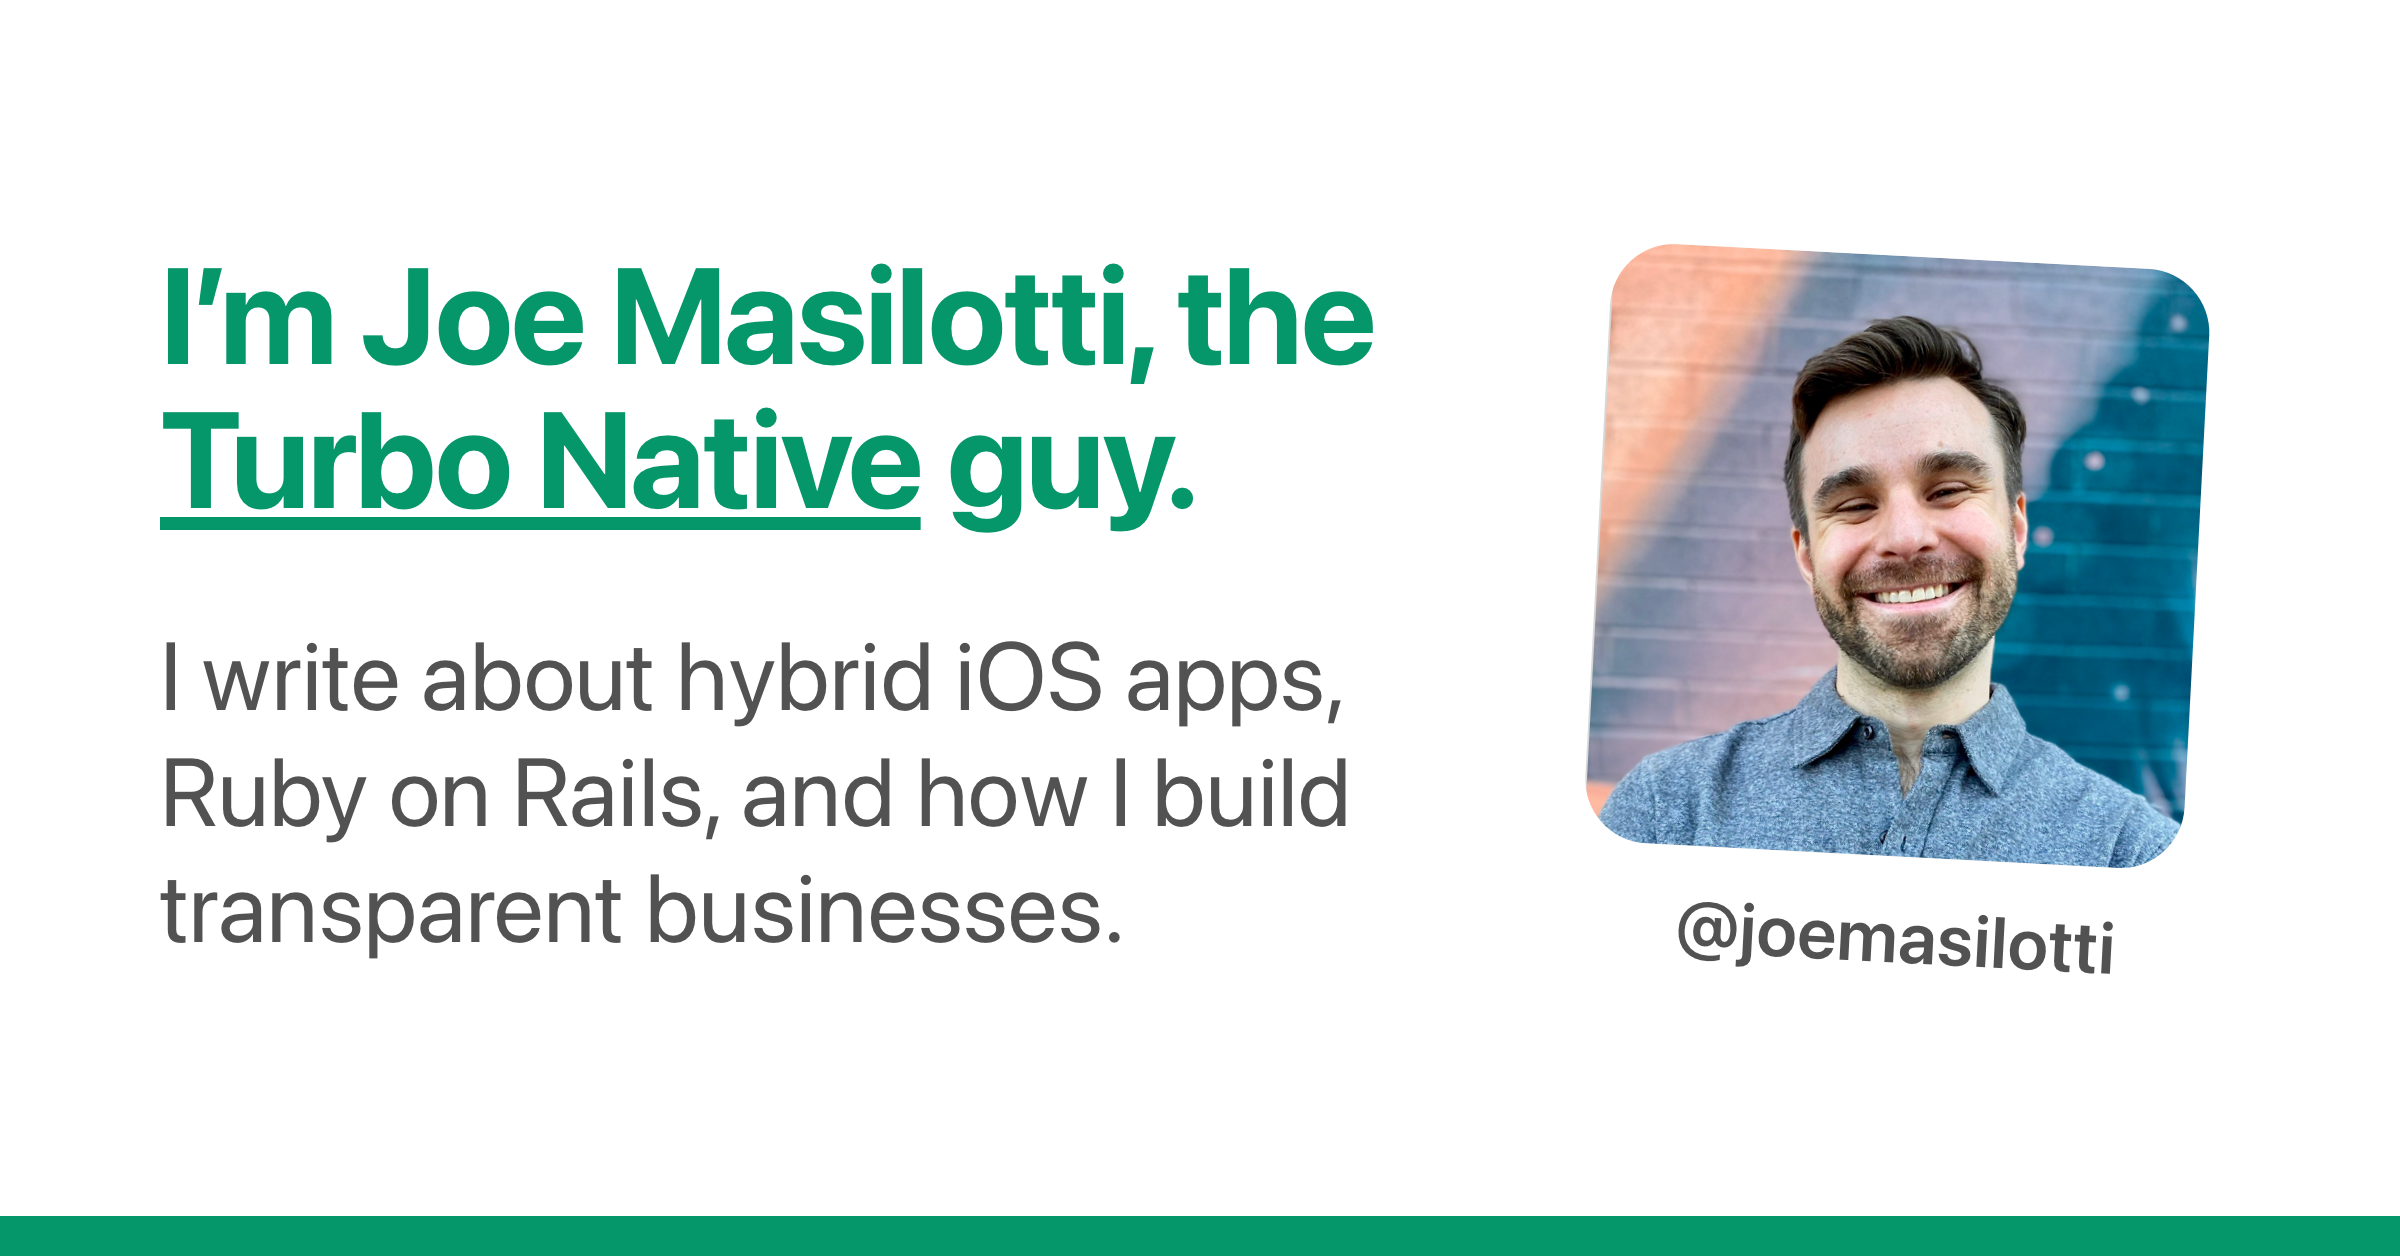 I’m Joe Masilotti, the
Turbo Native guy.
I write about hybrid iOS apps,
Ruby on Rails, and how I build
transparent businesses.
@joemasilotti